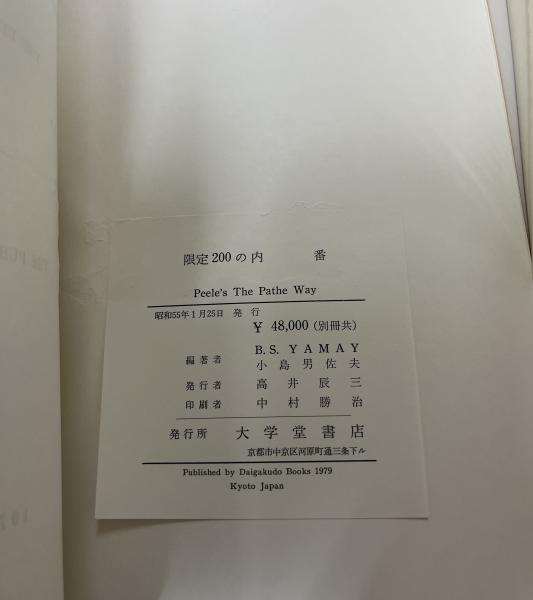 限定200の内 番
Peele's The Pathe Way
昭和55年1月25日 発 行
¥ 48,000 (別冊共)
編著者 B. S. YAMAY
小島男佐夫
発行者 高井辰三
印刷者 中村勝治
発行所 大学堂書店
京都市中京区河原町通三条下ル
Published by Daigakudo Books 1979
Kyoto Japan